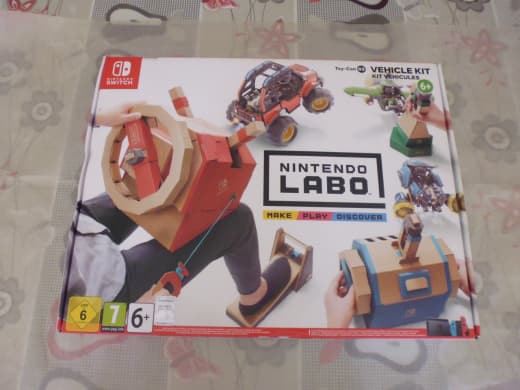 NINTENDO
SWITCH
Toy-Con 03 VEHICLE KIT
KIT VÉHICULES
6+
NINTENDO
LABO
MAKE PLAY DISCOVER
6
7
6+